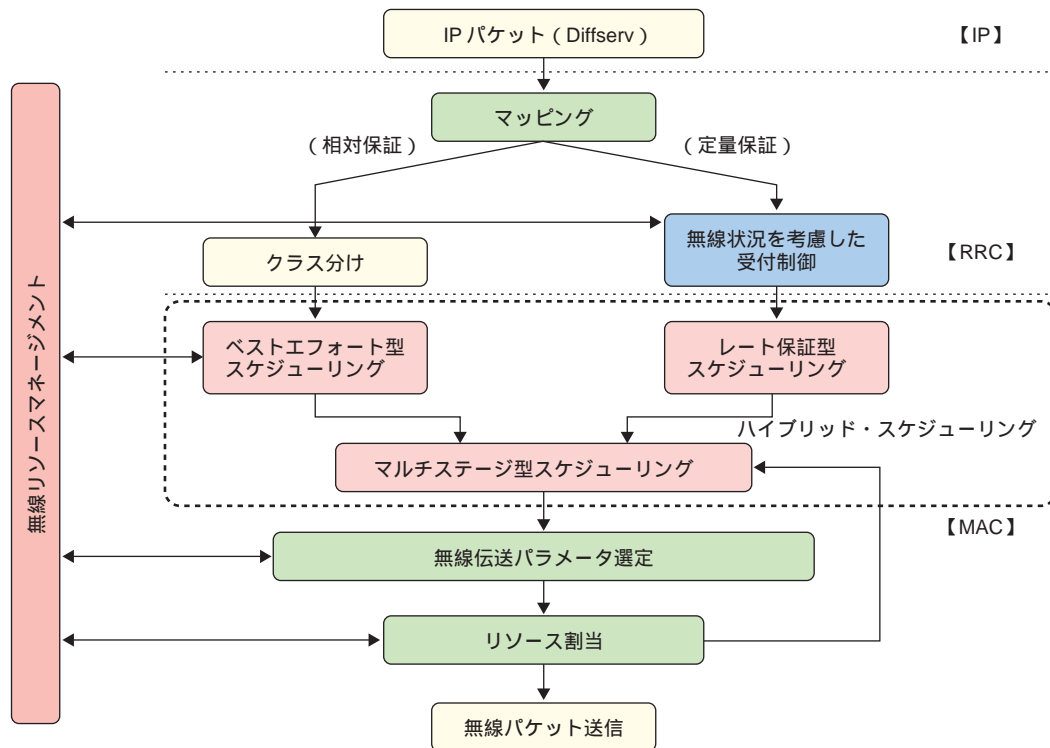 IP パケット（Diffserv）
【IP】
マッピング
（相対保証）
（定量保証）
無線状況を考慮した
受付制御
クラス分け
【RRC】
無線リソースマネージメント
ベストエフォート型
スケジューリング
レート保証型
スケジューリング
ハイブリッド・スケジューリング
マルチステージ型スケジューリング
【MAC】
無線伝送パラメータ選定
リソース割当
無線パケット送信